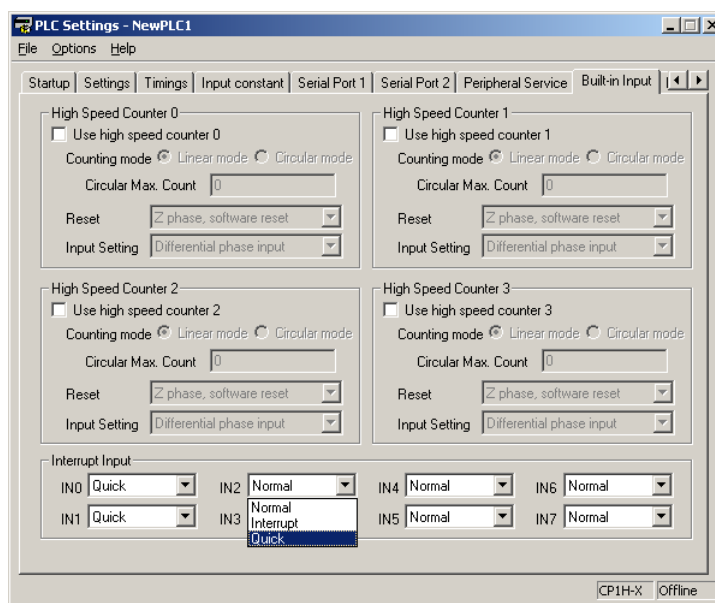 PLC Settings - NewPLC1
File Options Help
Startup Settings Timings Input constant Serial Port 1 Serial Port 2 Peripheral Service Built-in Input
High Speed Counter 0
Use high speed counter 0
Counting mode Linear mode Circular mode
Circular Max. Count 0
Reset Z phase, software reset
Input Setting Differential phase input
High Speed Counter 1
Use high speed counter 1
Counting mode Linear mode Circular mode
Circular Max. Count 0
Reset Z phase, software reset
Input Setting Differential phase input
High Speed Counter 2
Use high speed counter 2
Counting mode Linear mode Circular mode
Circular Max. Count 0
Reset Z phase, software reset
Input Setting Differential phase input
High Speed Counter 3
Use high speed counter 3
Counting mode Linear mode Circular mode
Circular Max. Count 0
Reset Z phase, software reset
Input Setting Differential phase input
Interrupt Input
IN0 Quick IN2 Normal IN4 Normal IN6 Normal
Normal
IN1 Quick IN3 Interrupt IN5 Normal IN7 Normal
Quick
CP1H-X Offline